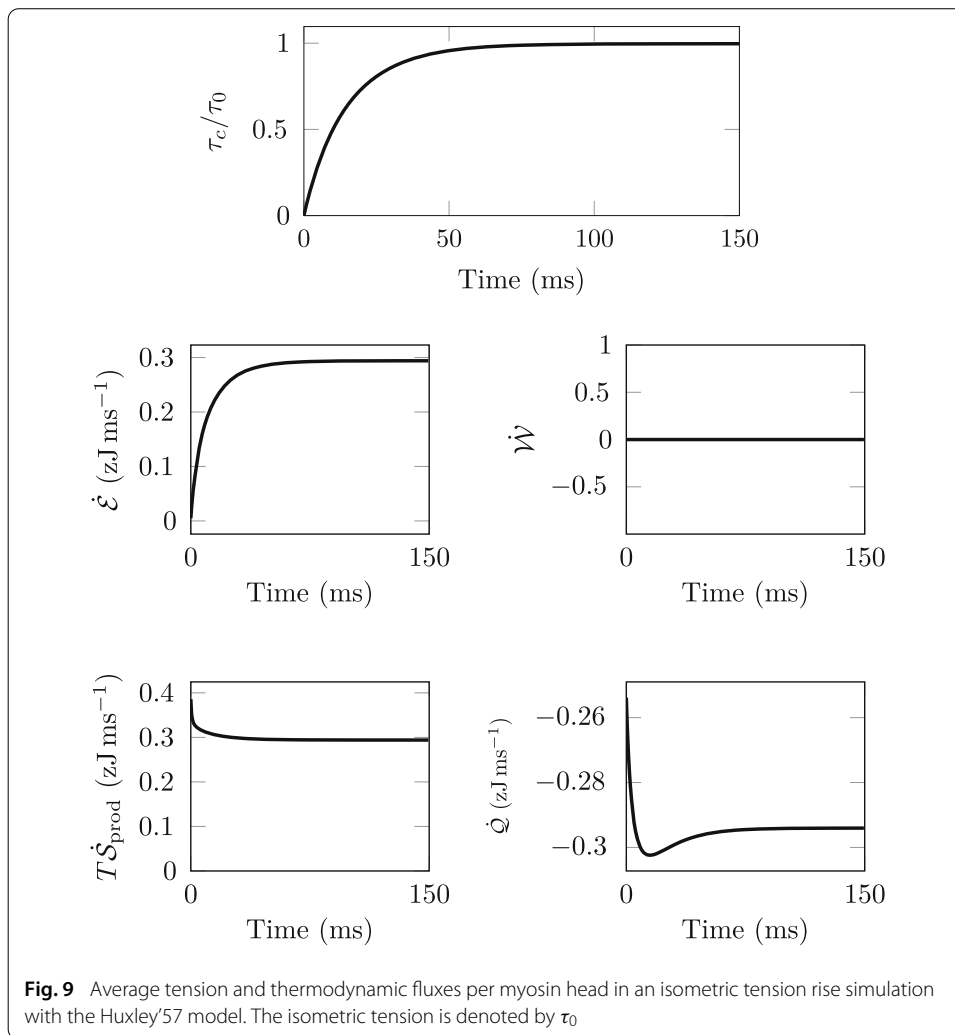 1
0.5
0
τc/τ0
0 50 100 150
Time (ms)
0.3
0.2
0.1
0
Ė (zJ ms−1)
0 150
Time (ms)
1
0.5
0
−0.5
Ẇ
0 150
Time (ms)
0.4
0.3
0.2
0.1
0
TṠprod (zJ ms−1)
0 150
Time (ms)
−0.26
−0.28
−0.3
Q̇ (zJ ms−1)
0 150
Time (ms)
Fig. 9 Average tension and thermodynamic fluxes per myosin head in an isometric tension rise simulation
with the Huxley'57 model. The isometric tension is denoted by τ0